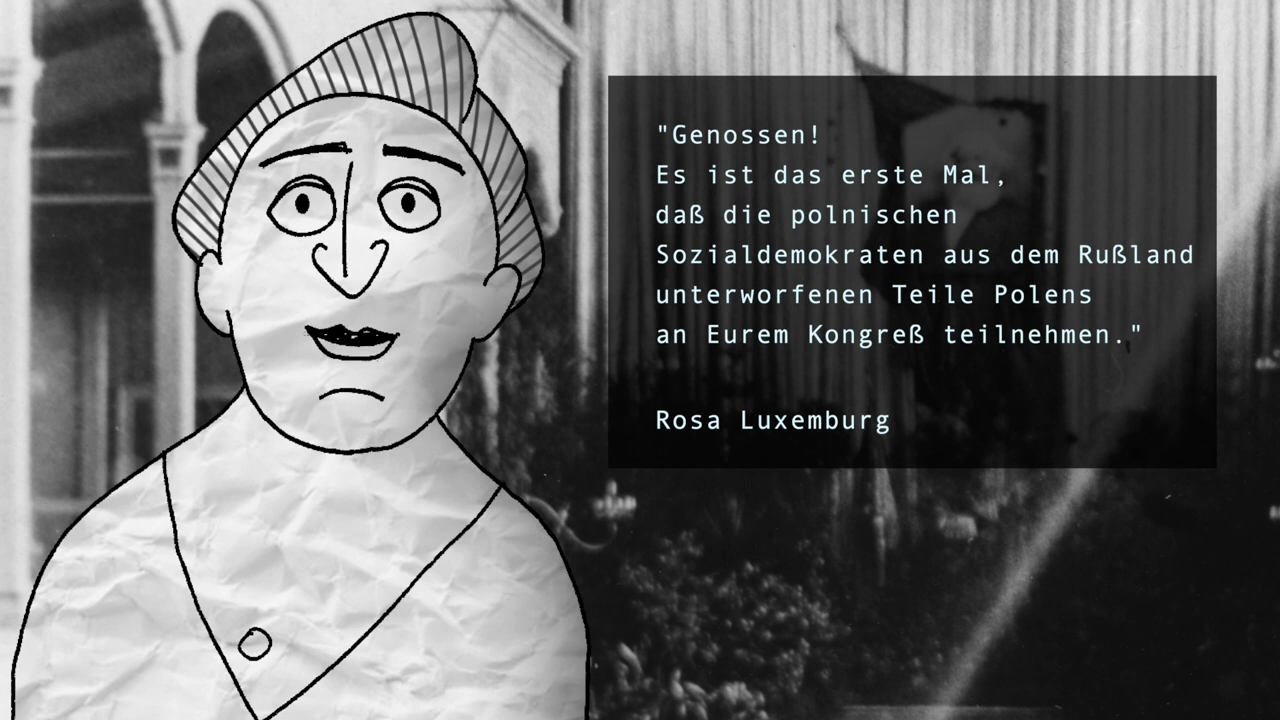 "Genossen!
Es ist das erste Mal,
daß die polnischen
Sozialdemokraten aus dem Rußland
unterworfenen Teile Polens
an Eurem Kongreß teilnehmen."
Rosa Luxemburg